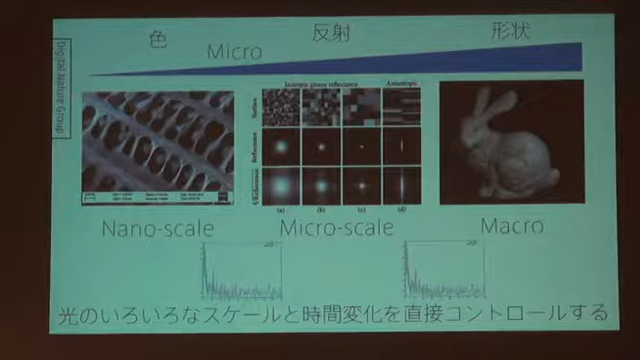 色
反射
形状
Micro
Digital Nature Group
Isotropic glossy reflectance
Anisotropic
Surface
Reflectance
(a)
(b)
(c)
(d)
Nano-scale
Micro-scale
Macro
光のいろいろなスケールと時間変化を直接コントロールする